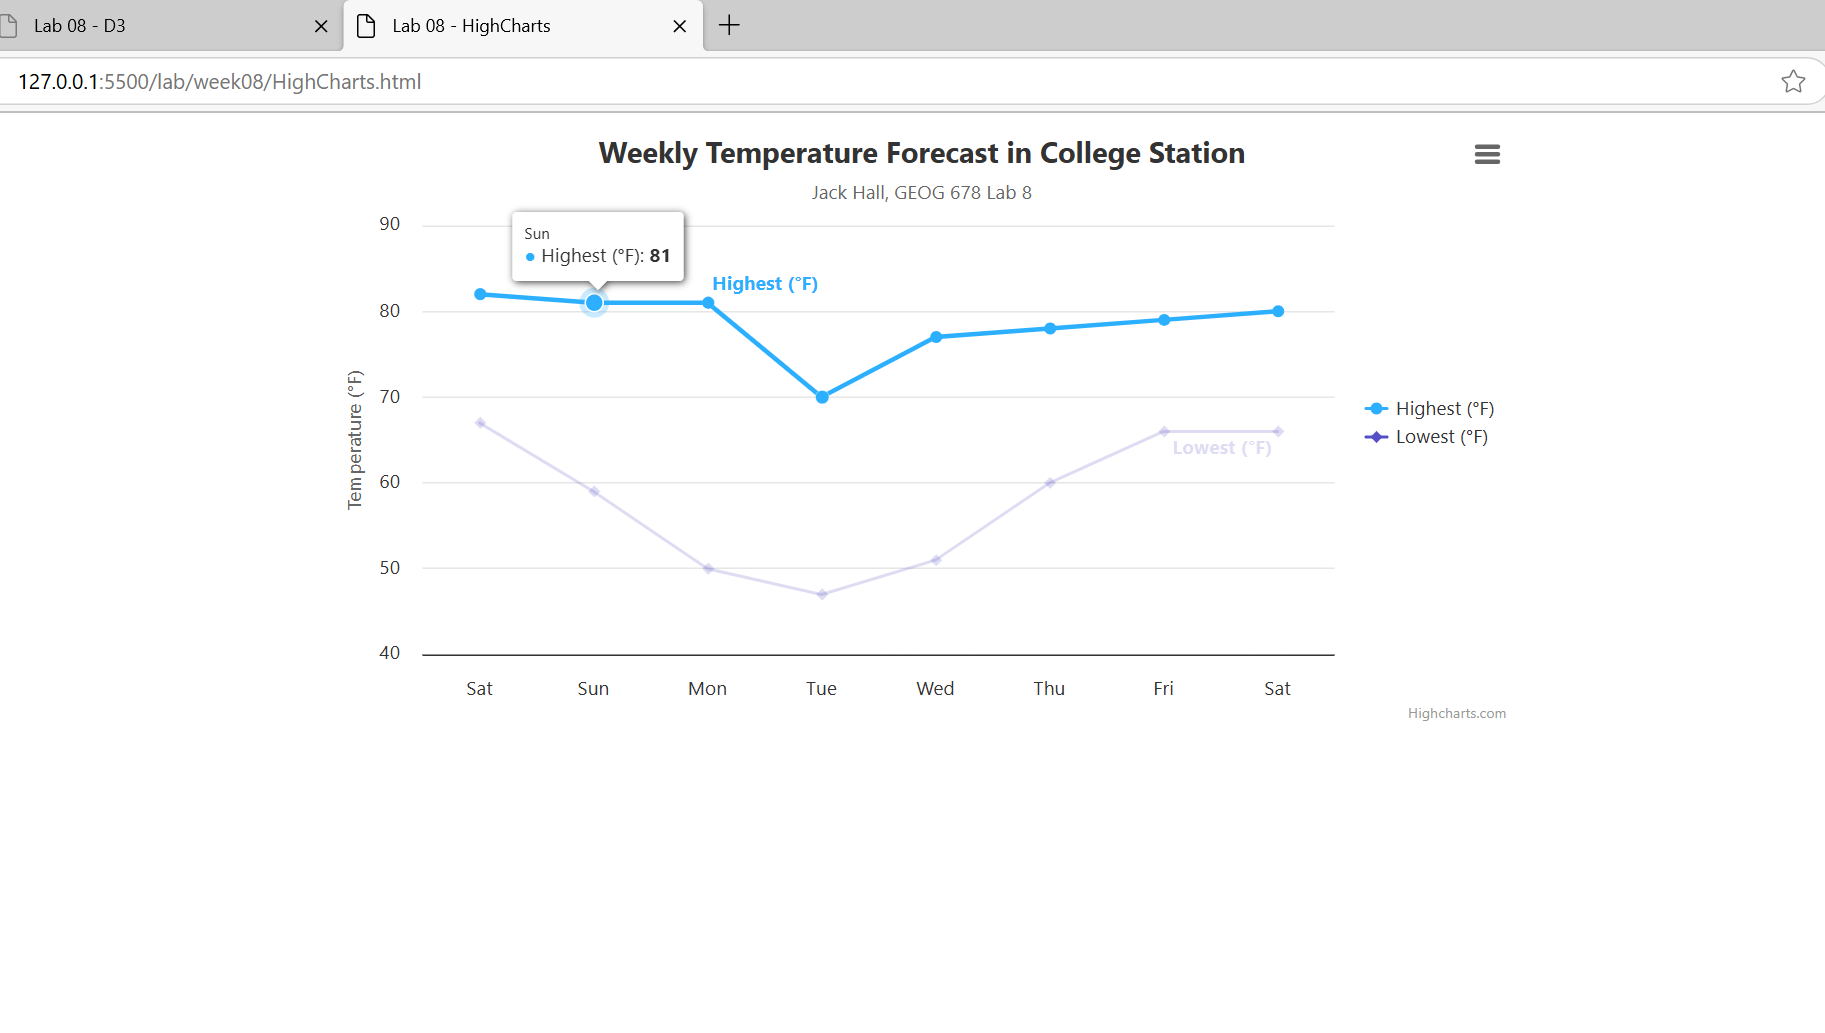 Lab 08 - D3
Lab 08 - HighCharts
127.0.0.1:5500/lab/week08/HighCharts.html
Weekly Temperature Forecast in College Station
Jack Hall, GEOG 678 Lab 8
90
80
70
60
50
40
Temperature (°F)
Sun
Highest (°F): 81
Highest (°F)
Lowest (°F)
Highest (°F)
Lowest (°F)
Sat Sun Mon Tue Wed Thu Fri Sat
Highcharts.com